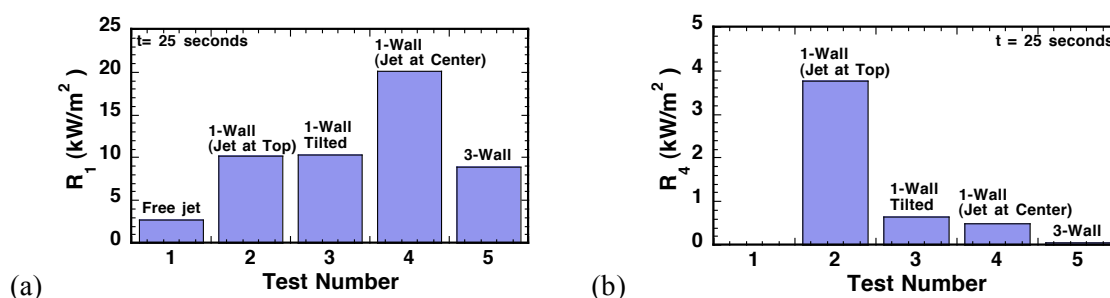 t= 25 seconds
25
20
15
10
5
0
R1 (kW/m2)
Free jet
1-Wall
(Jet at Top)
1-Wall
Tilted
1-Wall
(Jet at Center)
3-Wall
1 2 3 4 5
Test Number
(a)
t = 25 seconds
5
4
3
2
1
0
R4 (kW/m2)
1-Wall
(Jet at Top)
1-Wall
Tilted
1-Wall
(Jet at Center)
3-Wall
1 2 3 4 5
Test Number
(b)